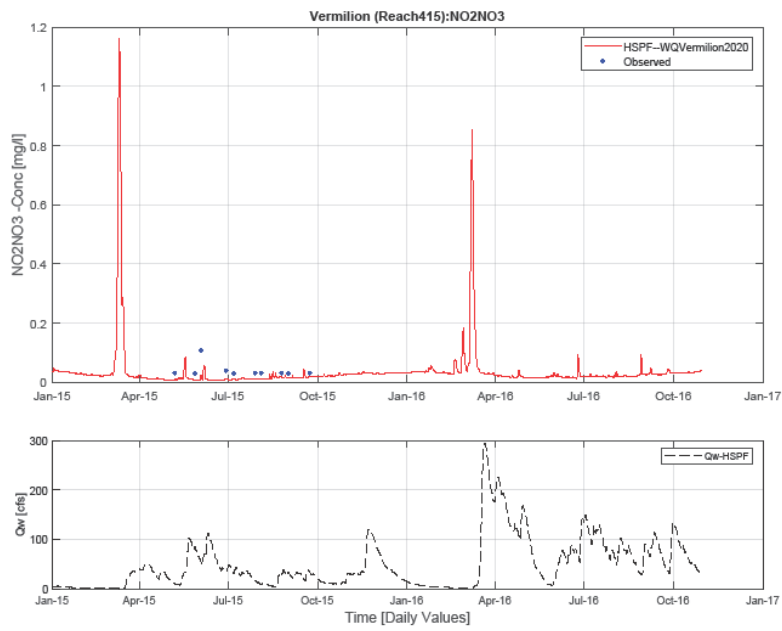 Vermilion (Reach415):NO2NO3
1.2
1
0.8
0.6
0.4
0.2
0
NO2NO3 -Conc [mg/l]
HSPF--WQVermilion2020
Observed
Jan-15 Apr-15 Jul-15 Oct-15 Jan-16 Apr-16 Jul-16 Oct-16 Jan-17
300
200
100
0
Qw [cfs]
Qw-HSPF
Jan-15 Apr-15 Jul-15 Oct-15 Jan-16 Apr-16 Jul-16 Oct-16 Jan-17
Time [Daily Values]